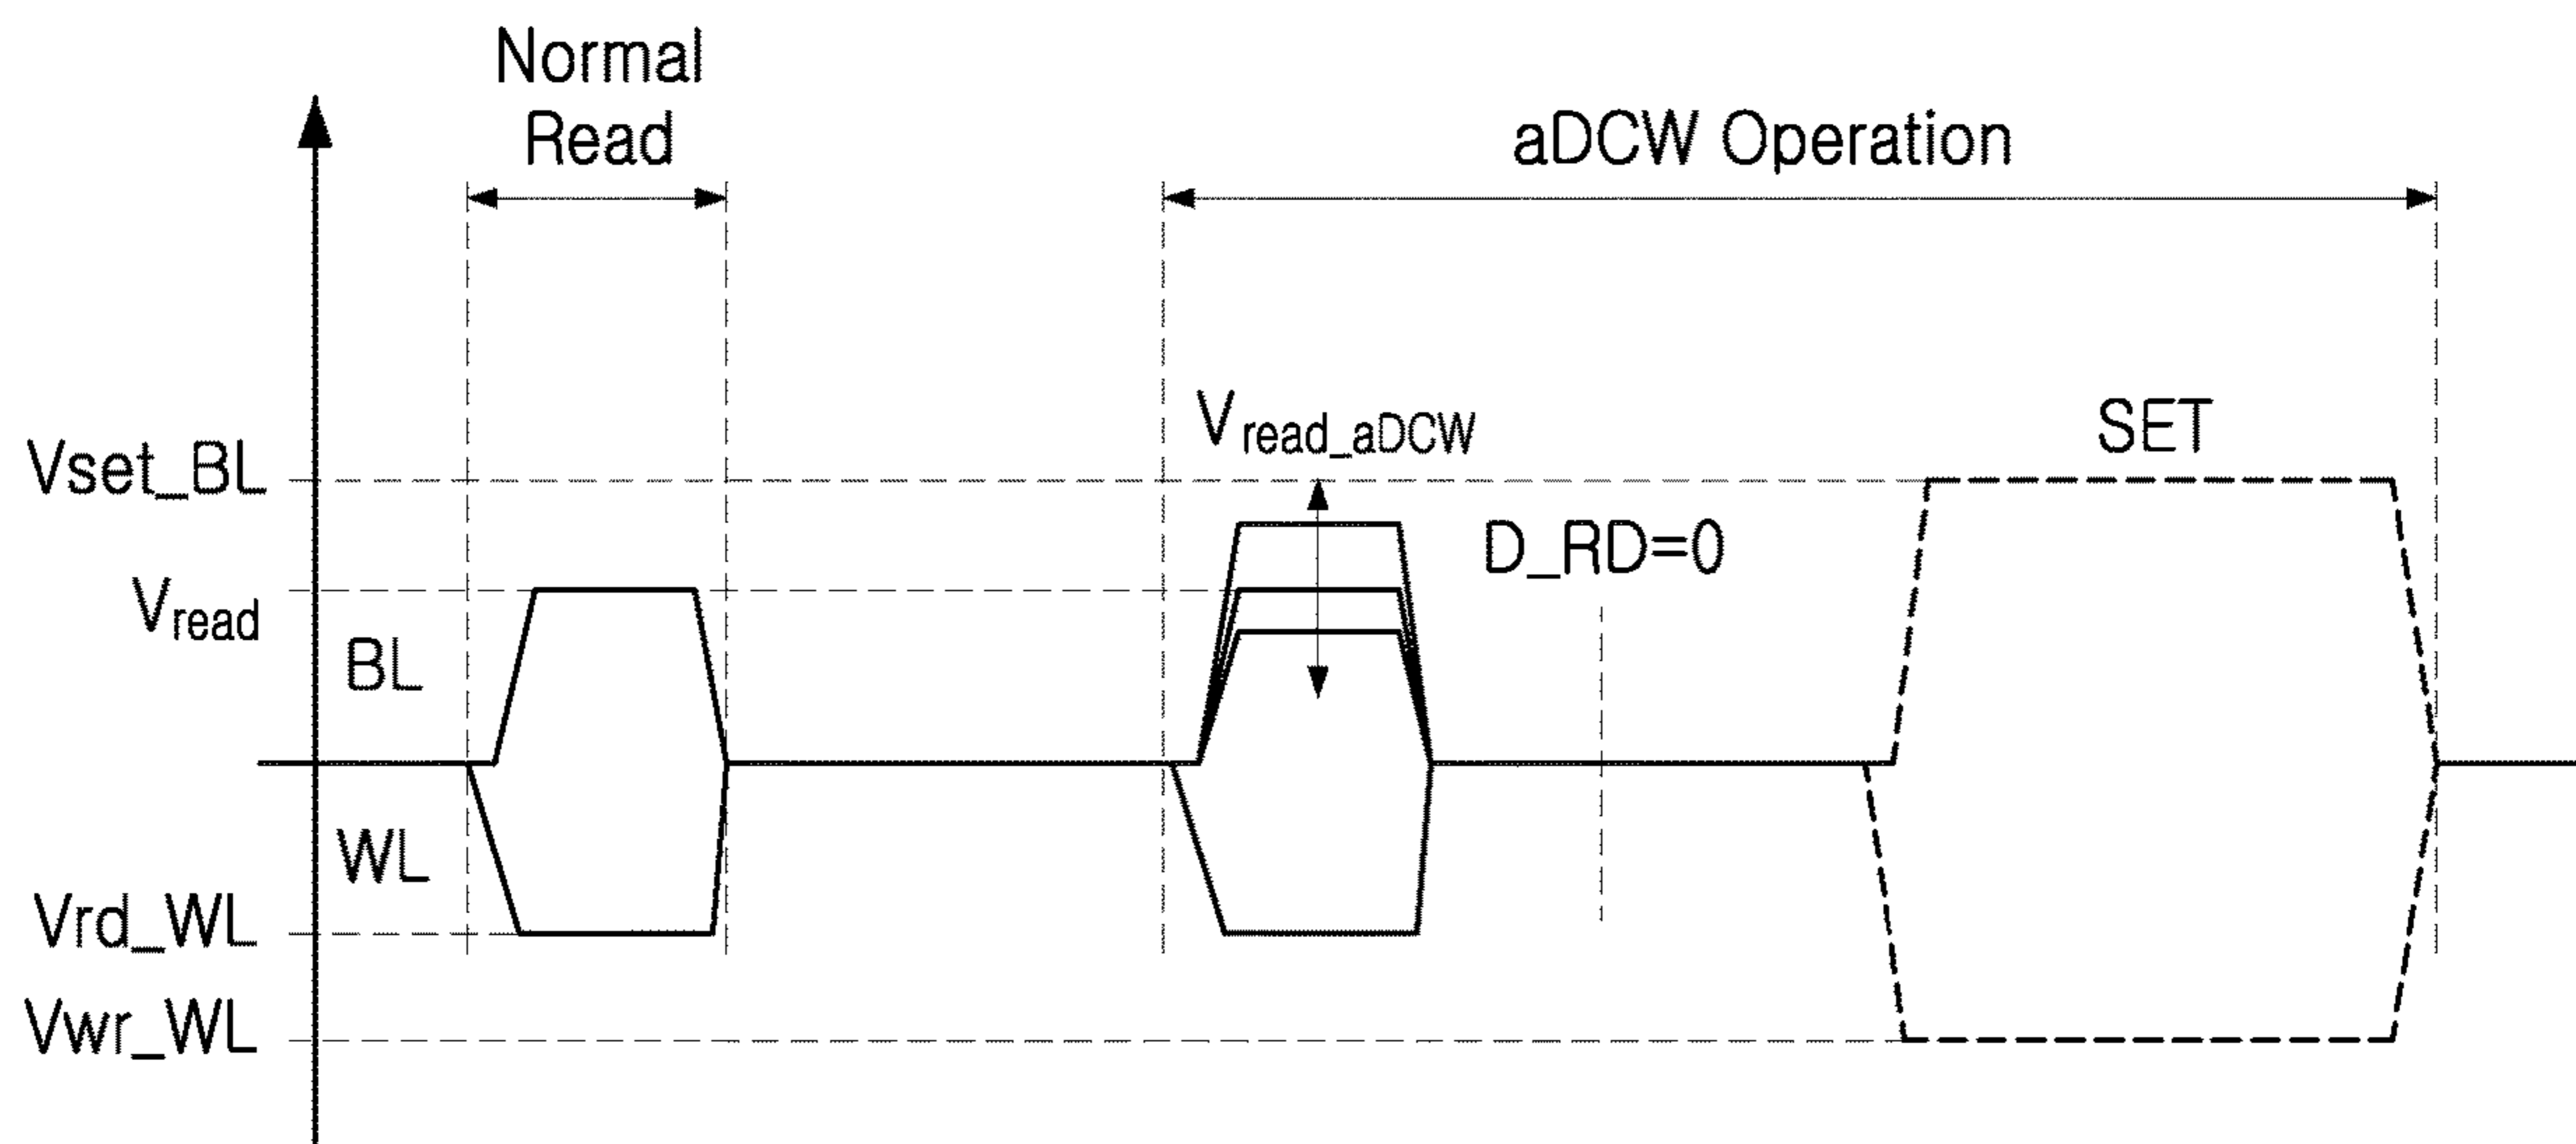 Normal
Read
aDCW Operation
Vread_aDCW
SET
Vset_BL
D_RD=0
Vread
BL
WL
Vrd_WL
Vwr_WL